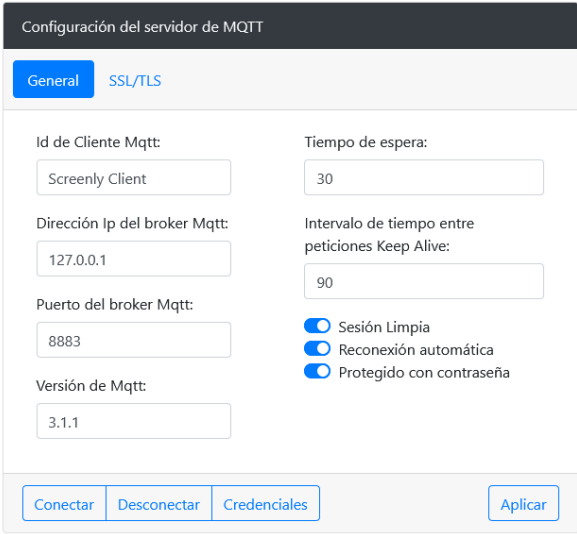 Configuración del servidor de MQTT
General
SSL/TLS
Id de Cliente Mqtt:
Screenly Client
Dirección Ip del broker Mqtt:
127.0.0.1
Puerto del broker Mqtt:
8883
Versión de Mqtt:
3.1.1
Tiempo de espera:
30
Intervalo de tiempo entre
peticiones Keep Alive:
90
Sesión Limpia
Reconexión automática
Protegido con contraseña
Conectar
Desconectar
Credenciales
Aplicar